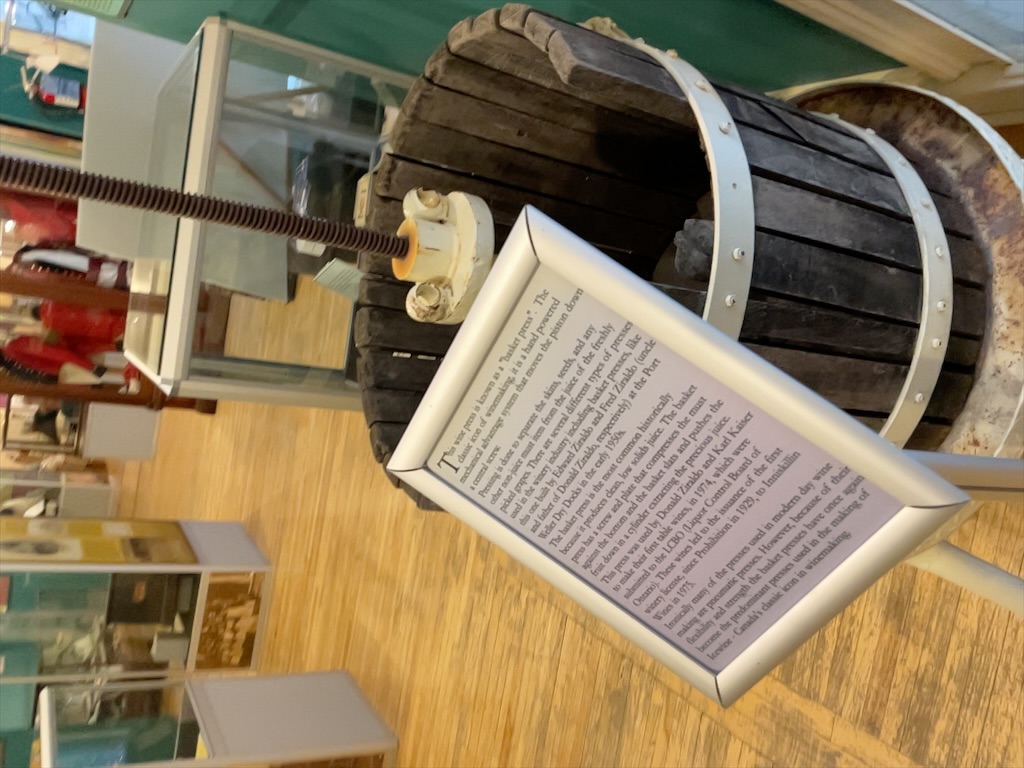 This wine press is known as a "basket press". The
classic icon of winemaking, it is a hand powered
mechanical advantage system that moves the piston down
central screw.
Pressing is done to separate the skins, seeds, and any
other non-juice must item from the juice of the freshly
picked grapes. There are several different types of presses
used in the winery industry including basket presses, like
this one built by Edward Ziraldo and Fred Ziraldo (uncle
and father of Donald Ziraldo, respectively) at the Port
Weller Dry Docks in the early 1950s.
The basket press is the most common historically
because it produces clean, low solids juice. The basket
press has a screw and plate that compresses the must
against the bottom and the basket slats and pushes the
fruit down in a cylinder extracting the precious juice.
This press was used by Donald Ziraldo and Karl Kaiser
to make their first table wines, in 1974, which were
submitted to the LCBO (Liquor Control Board of
Ontario). These wines led to the issuance of the first
winery license, since Prohibition in 1929, to Inniskillin
Wines in 1975.
Ironically many of the presses used in modern day wine
making are pneumatic presses. However, because of their
flexibility and strength the basket presses have once again
become the predominant presses used in the making of
Icewine - Canada's classic icon in winemaking.